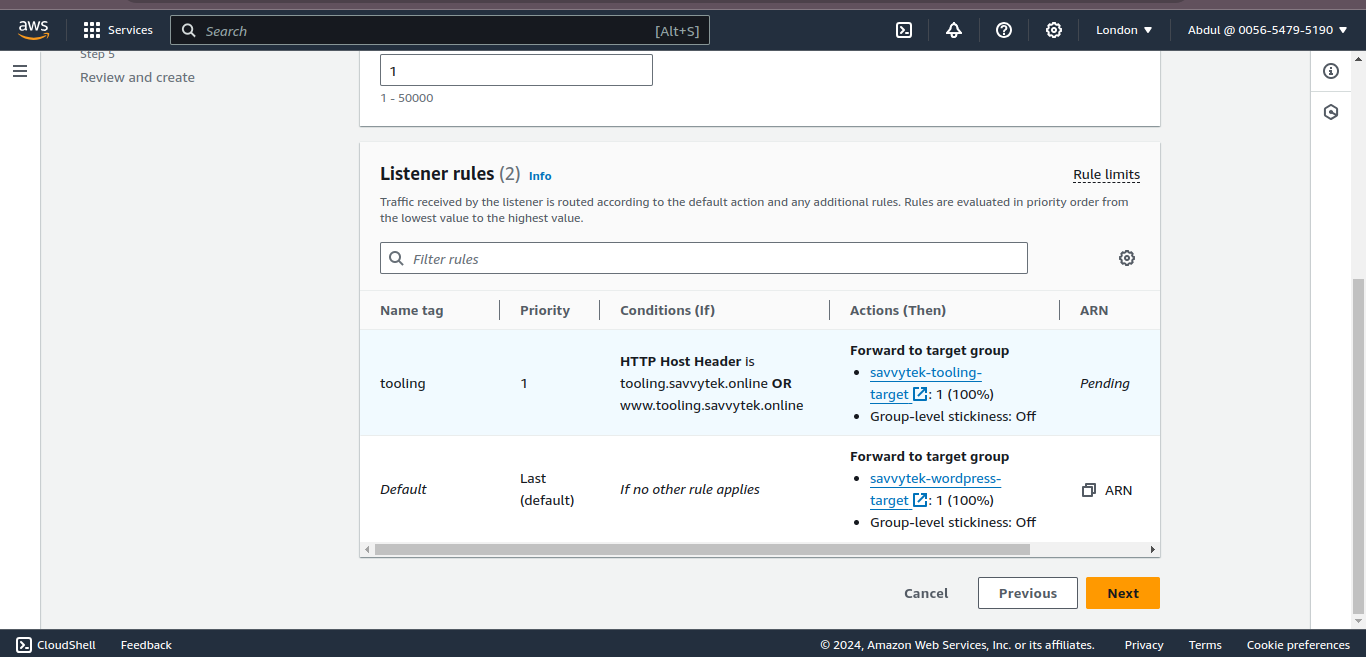 aws
Services
Search
[Alt+S]
London
Abdul @ 0056-5479-5190
Step 5
Review and create
1
1 - 50000
Listener rules (2) Info
Rule limits
Traffic received by the listener is routed according to the default action and any additional rules. Rules are evaluated in priority order from
the lowest value to the highest value.
Filter rules
Name tag
Priority
Conditions (If)
Actions (Then)
ARN
tooling
1
HTTP Host Header is
tooling.savvytek.online OR
www.tooling.savvytek.online
Forward to target group
• savvytek-tooling-
target : 1 (100%)
• Group-level stickiness: Off
Pending
Default
Last
(default)
If no other rule applies
Forward to target group
• savvytek-wordpress-
target : 1 (100%)
• Group-level stickiness: Off
ARN
Cancel
Previous
Next
CloudShell
Feedback
© 2024, Amazon Web Services, Inc. or its affiliates.
Privacy
Terms
Cookie preferences